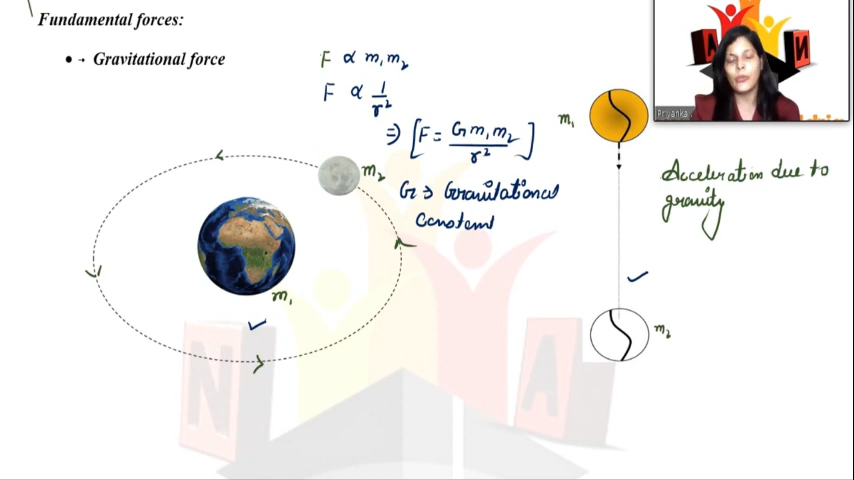 Fundamental forces:
• → Gravitational force
F ∝ m₁m₂
F ∝ 1/r²
⇒ [F = G m₁m₂ / r²]
G → Gravitational
constant
m₂
m₁
m₁
m₂
Acceleration due to
gravity
Priyanka
N
A
A
N